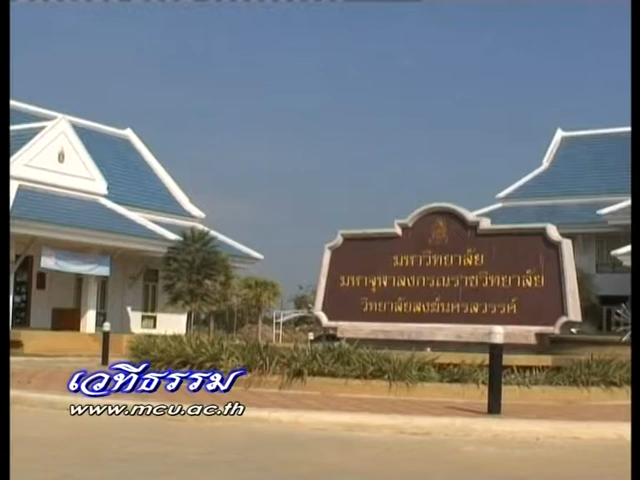 มหาวิทยาลัย
มหาจุฬาลงกรณราชวิทยาลัย
วิทยาลัยสงฆ์นครสวรรค์
เวทีธรรม
www.mcu.ac.th